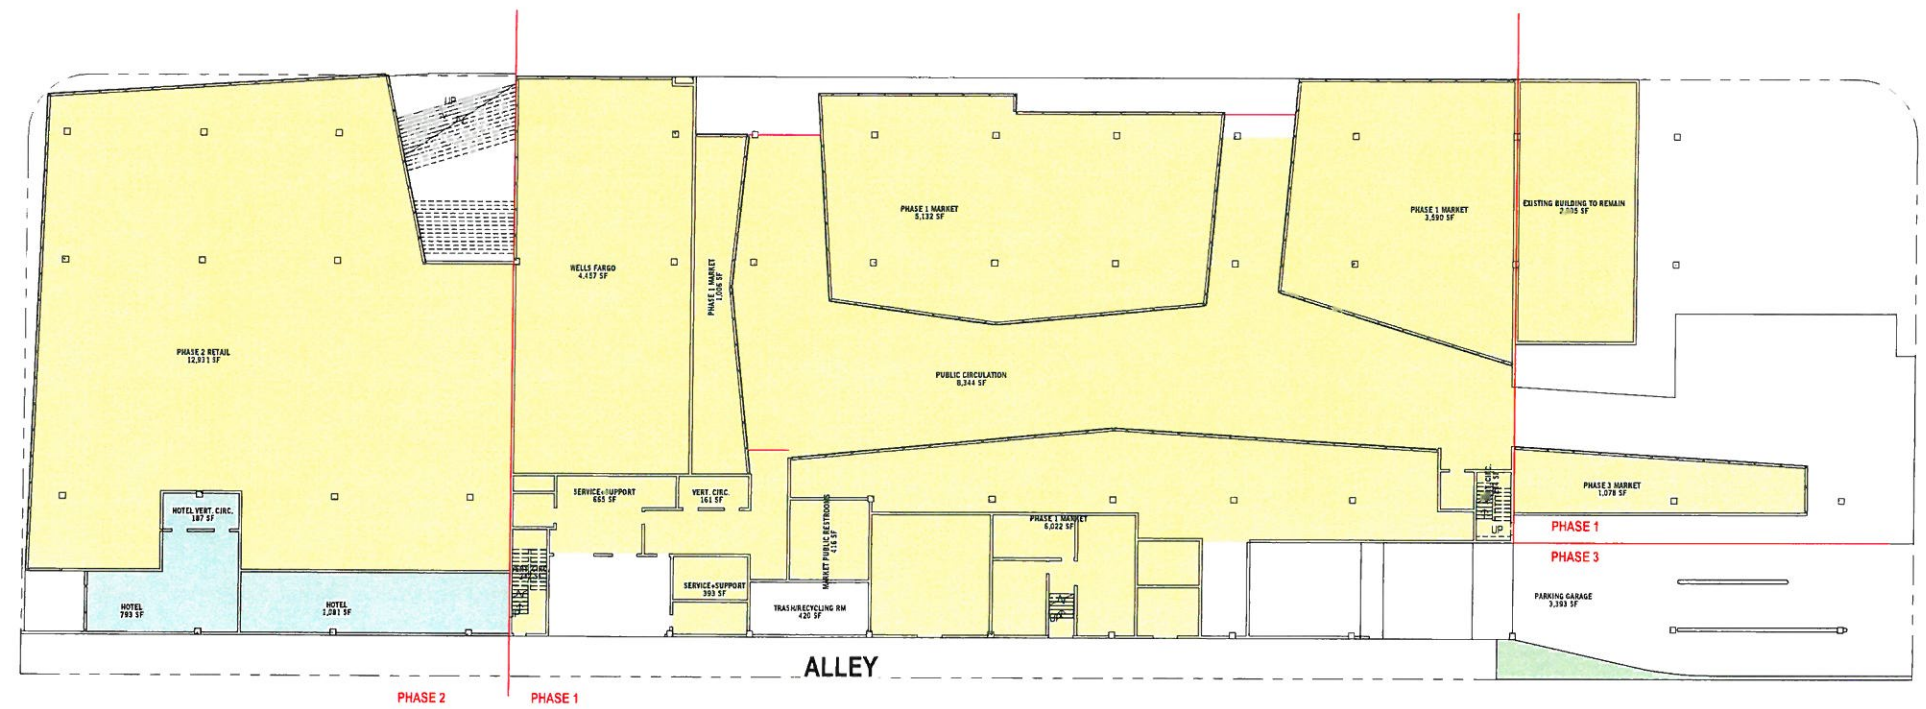 UP
PHASE 1 MARKET
5,132 SF
PHASE 1 MARKET
3,590 SF
EXISTING BUILDING TO REMAIN
WELLS FARGO
4,457 SF
PHASE 1 MARKET
1,006 SF
PHASE 2 RETAIL
12,931 SF
PUBLIC CIRCULATION
8,344 SF
SERVICE+SUPPORT
665 SF
VERT. CIRC.
161 SF
VERT. CIRC.
UP
PHASE 3 MARKET
1,078 SF
HOTEL VERT. CIRC.
187 SF
MARKET PUBLIC RESTROOMS
416 SF
PHASE 1 MARKET
6,022 SF
PHASE 1
PHASE 3
SERVICE+SUPPORT
393 SF
HOTEL
793 SF
HOTEL
1,081 SF
TRASH/RECYCLING RM
420 SF
UP
PARKING GARAGE
3,393 SF
ALLEY
PHASE 2
PHASE 1